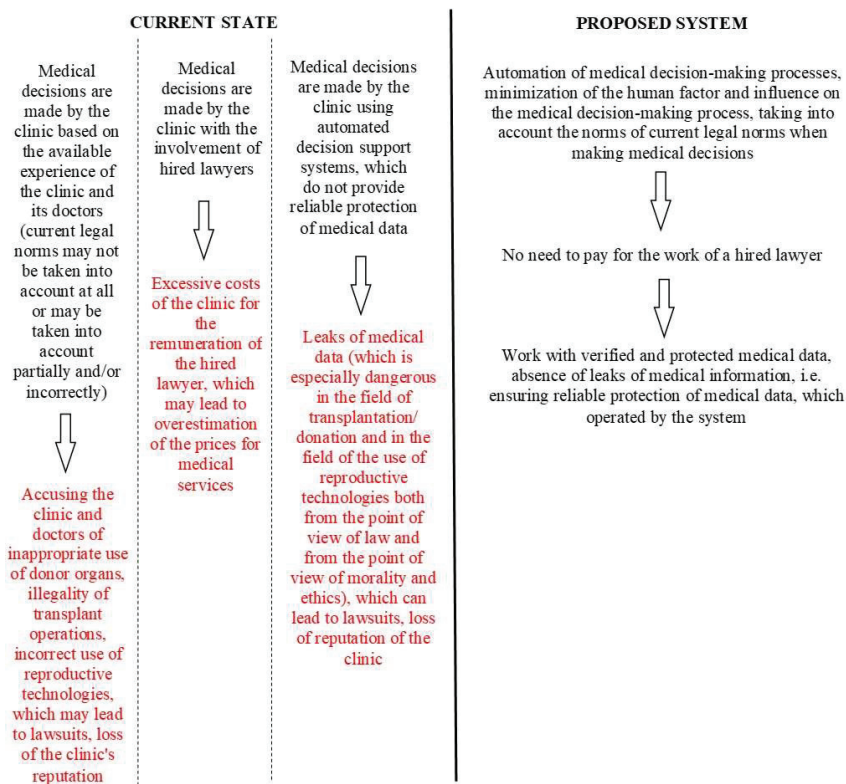 CURRENT STATE
Medical
decisions are
made by the
clinic based on
the available
experience of
the clinic and
its doctors
(current legal
norms may not
be taken into
account at all
or may be
taken into
account
partially and/or
incorrectly)
Accusing the
clinic and
doctors of
inappropriate use
of donor organs,
illegality of
transplant
operations,
incorrect use of
reproductive
technologies,
which may lead
to lawsuits, loss
of the clinic's
reputation
Medical
decisions are
made by the
clinic with the
involvement of
hired lawyers
Excessive costs
of the clinic for
the
remuneration of
the hired
lawyer, which
may lead to
overestimation
of the prices for
medical
services
Medical decisions
are made by the
clinic using
automated
decision support
systems, which
do not provide
reliable protection
of medical data
Leaks of medical
data (which is
especially dangerous
in the field of
transplantation/
donation and in the
field of the use of
reproductive
technologies both
from the point of
view of law and
from the point of
view of morality and
ethics), which can
lead to lawsuits, loss
of reputation of the
clinic
PROPOSED SYSTEM
Automation of medical decision-making processes,
minimization of the human factor and influence on
the medical decision-making process, taking into
account the norms of current legal norms when
making medical decisions
No need to pay for the work of a hired lawyer
Work with verified and protected medical data,
absence of leaks of medical information, i.e.
ensuring reliable protection of medical data, which
operated by the system